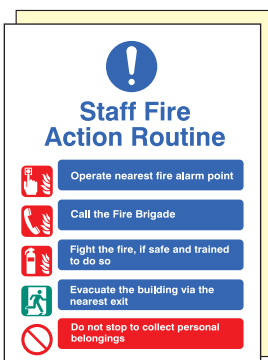 Staff Fire
Action Routine
Operate nearest fire alarm point
Call the Fire Brigade
Fight the fire, if safe and trained
to do so
Evacuate the building via the
nearest exit
Do not stop to collect personal
belongings